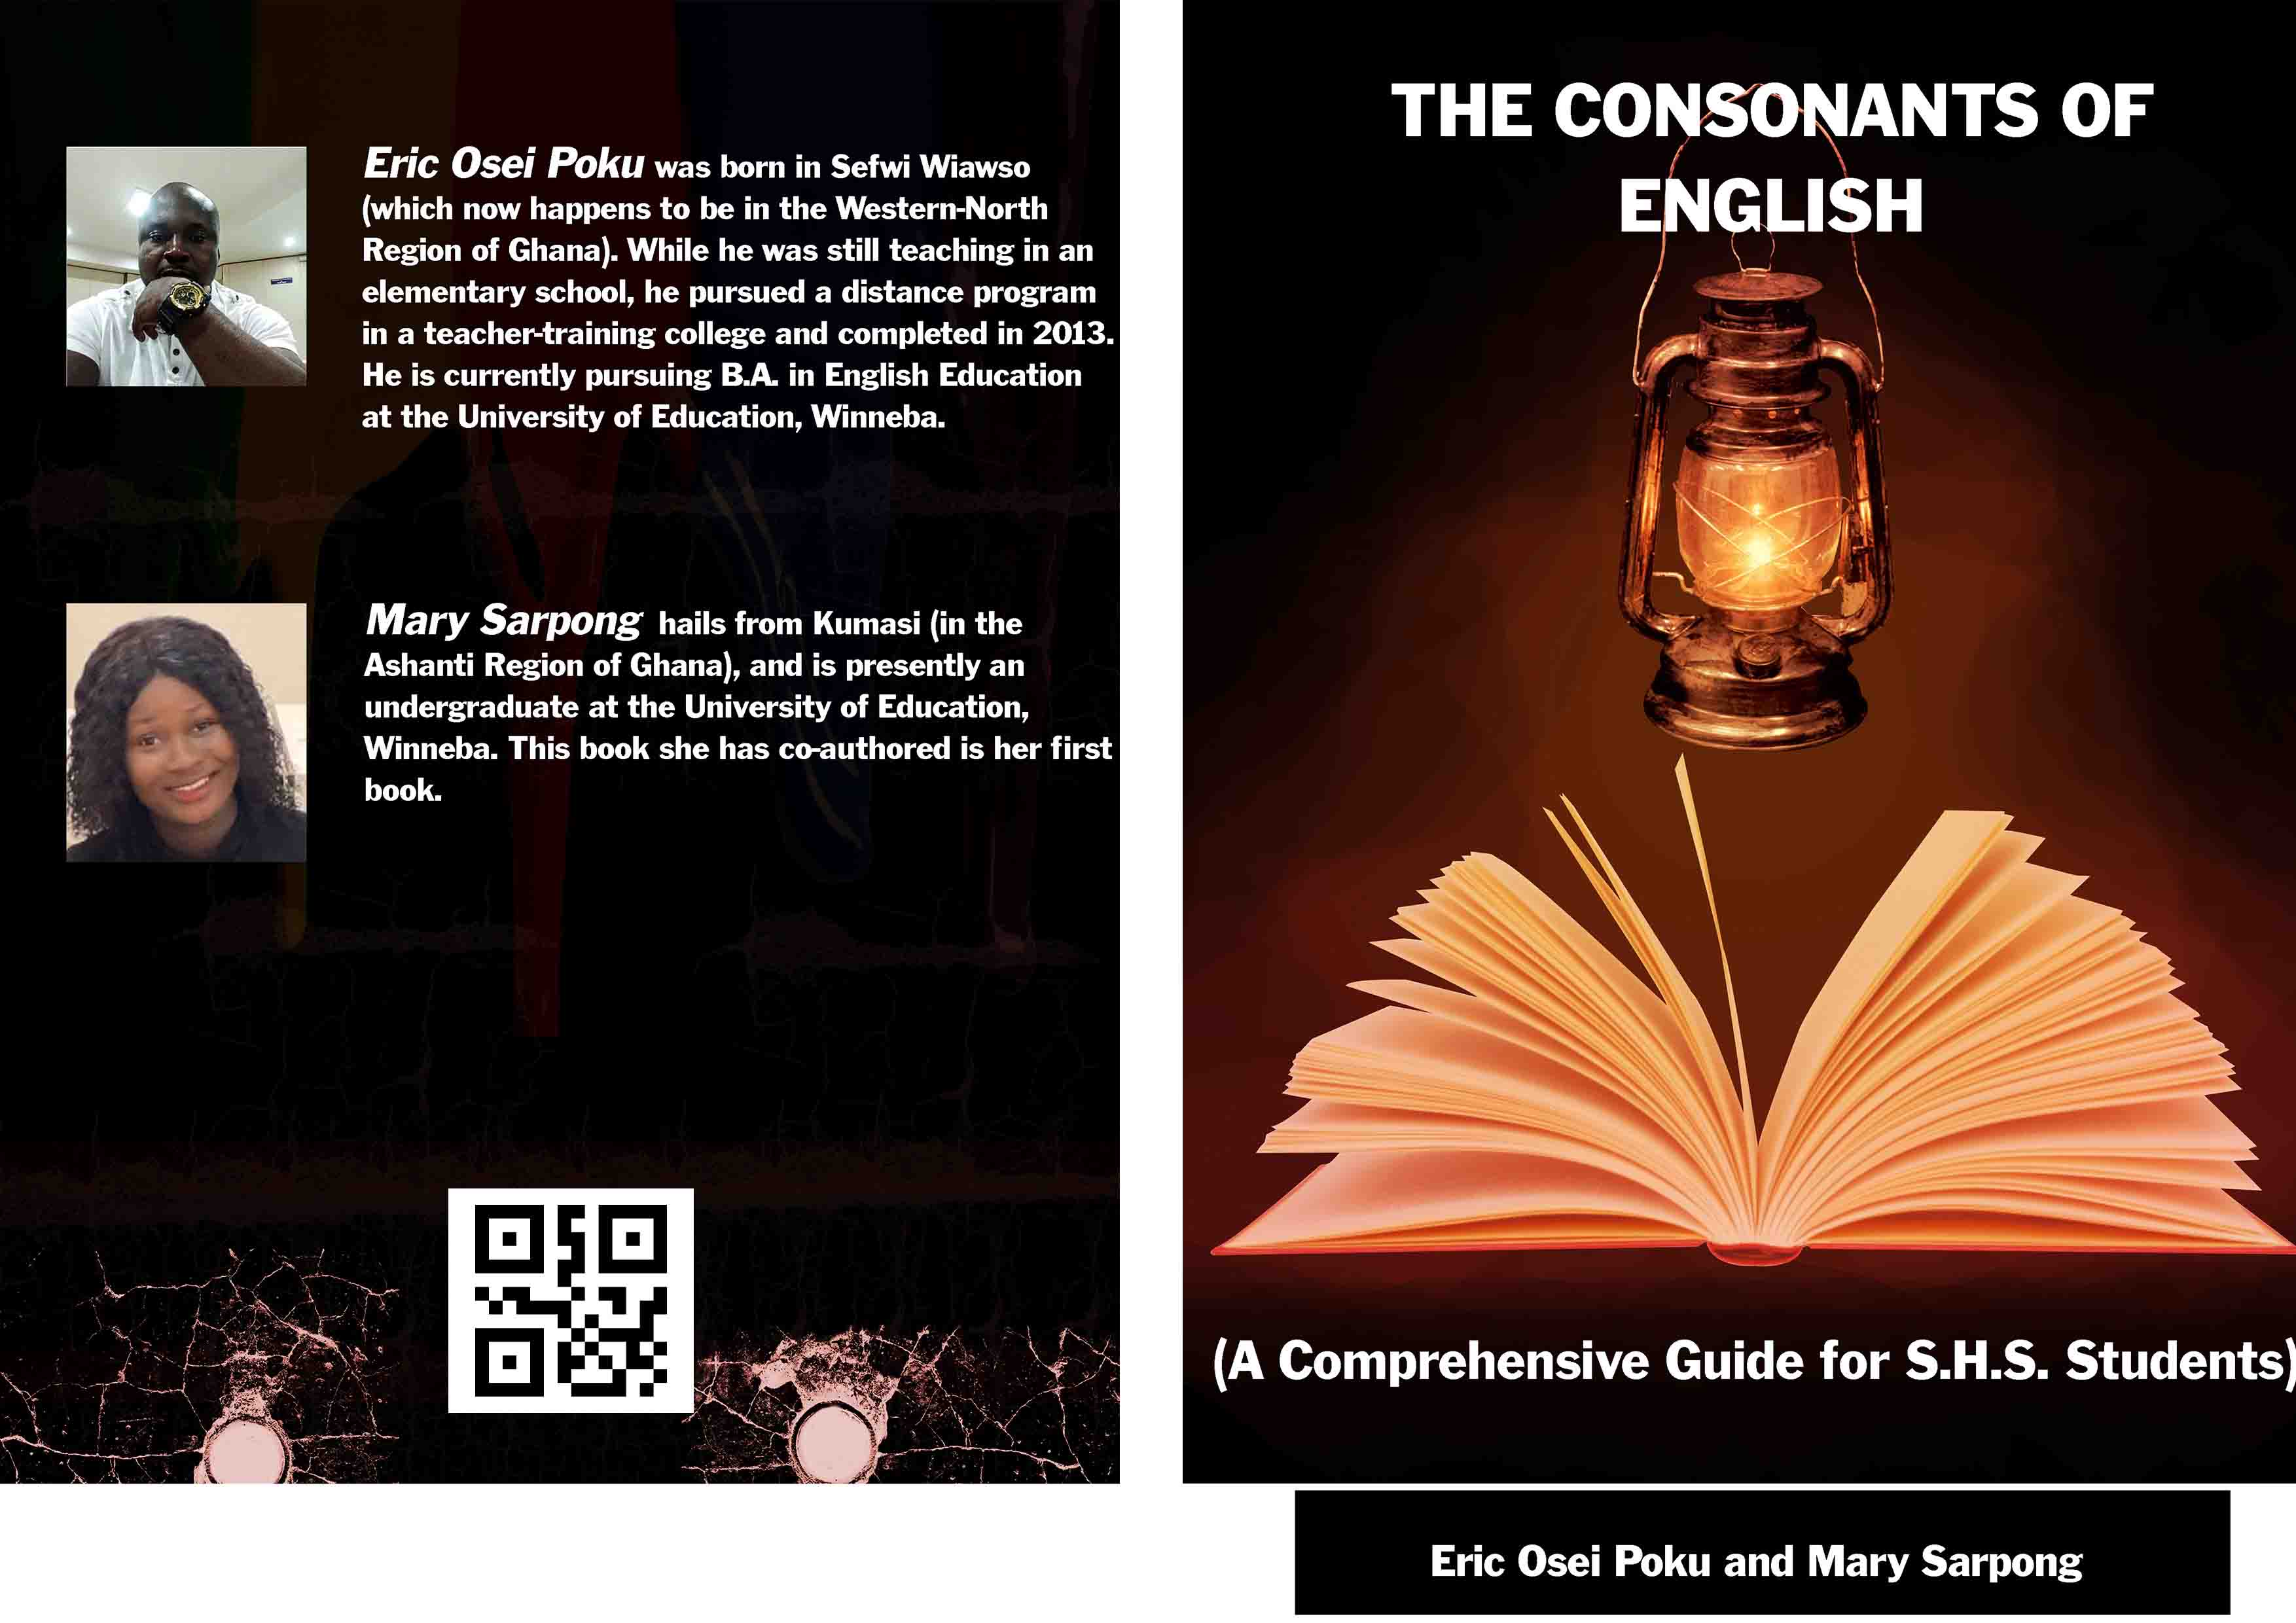 Eric Osei Poku was born in Sefwi Wiawso
(which now happens to be in the Western-North
Region of Ghana). While he was still teaching in an
elementary school, he pursued a distance program
in a teacher-training college and completed in 2013.
He is currently pursuing B.A. in English Education
at the University of Education, Winneba.
Mary Sarpong hails from Kumasi (in the
Ashanti Region of Ghana), and is presently an
undergraduate at the University of Education,
Winneba. This book she has co-authored is her first
book.
THE CONSONANTS OF
ENGLISH
(A Comprehensive Guide for S.H.S. Students)
Eric Osei Poku and Mary Sarpong